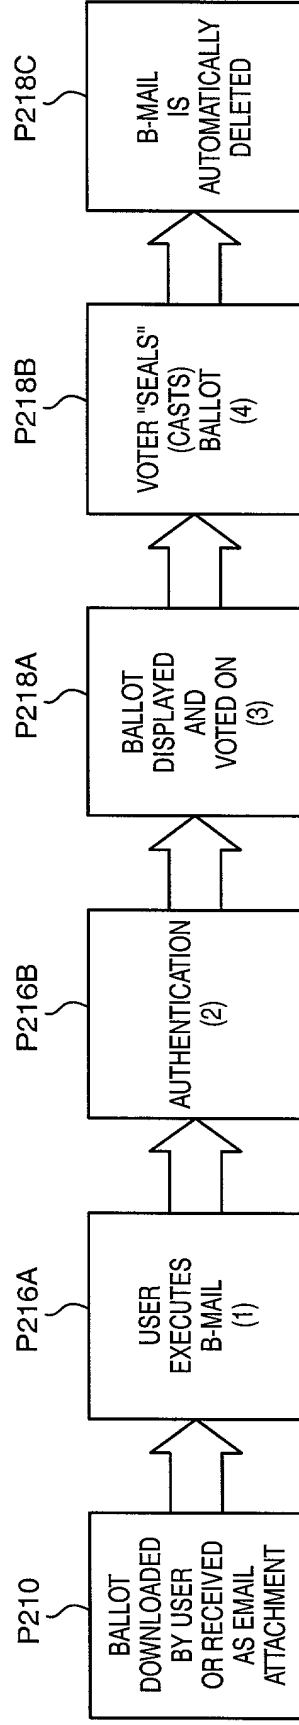 P210
BALLOT
DOWNLOADED
BY USER
OR RECEIVED
AS EMAIL
ATTACHMENT
P216A
USER
EXECUTES
B-MAIL
(1)
P216B
AUTHENTICATION
(2)
P218A
BALLOT
DISPLAYED
AND
VOTED ON
(3)
P218B
VOTER "SEALS"
(CASTS)
BALLOT
(4)
P218C
B-MAIL
IS
AUTOMATICALLY
DELETED